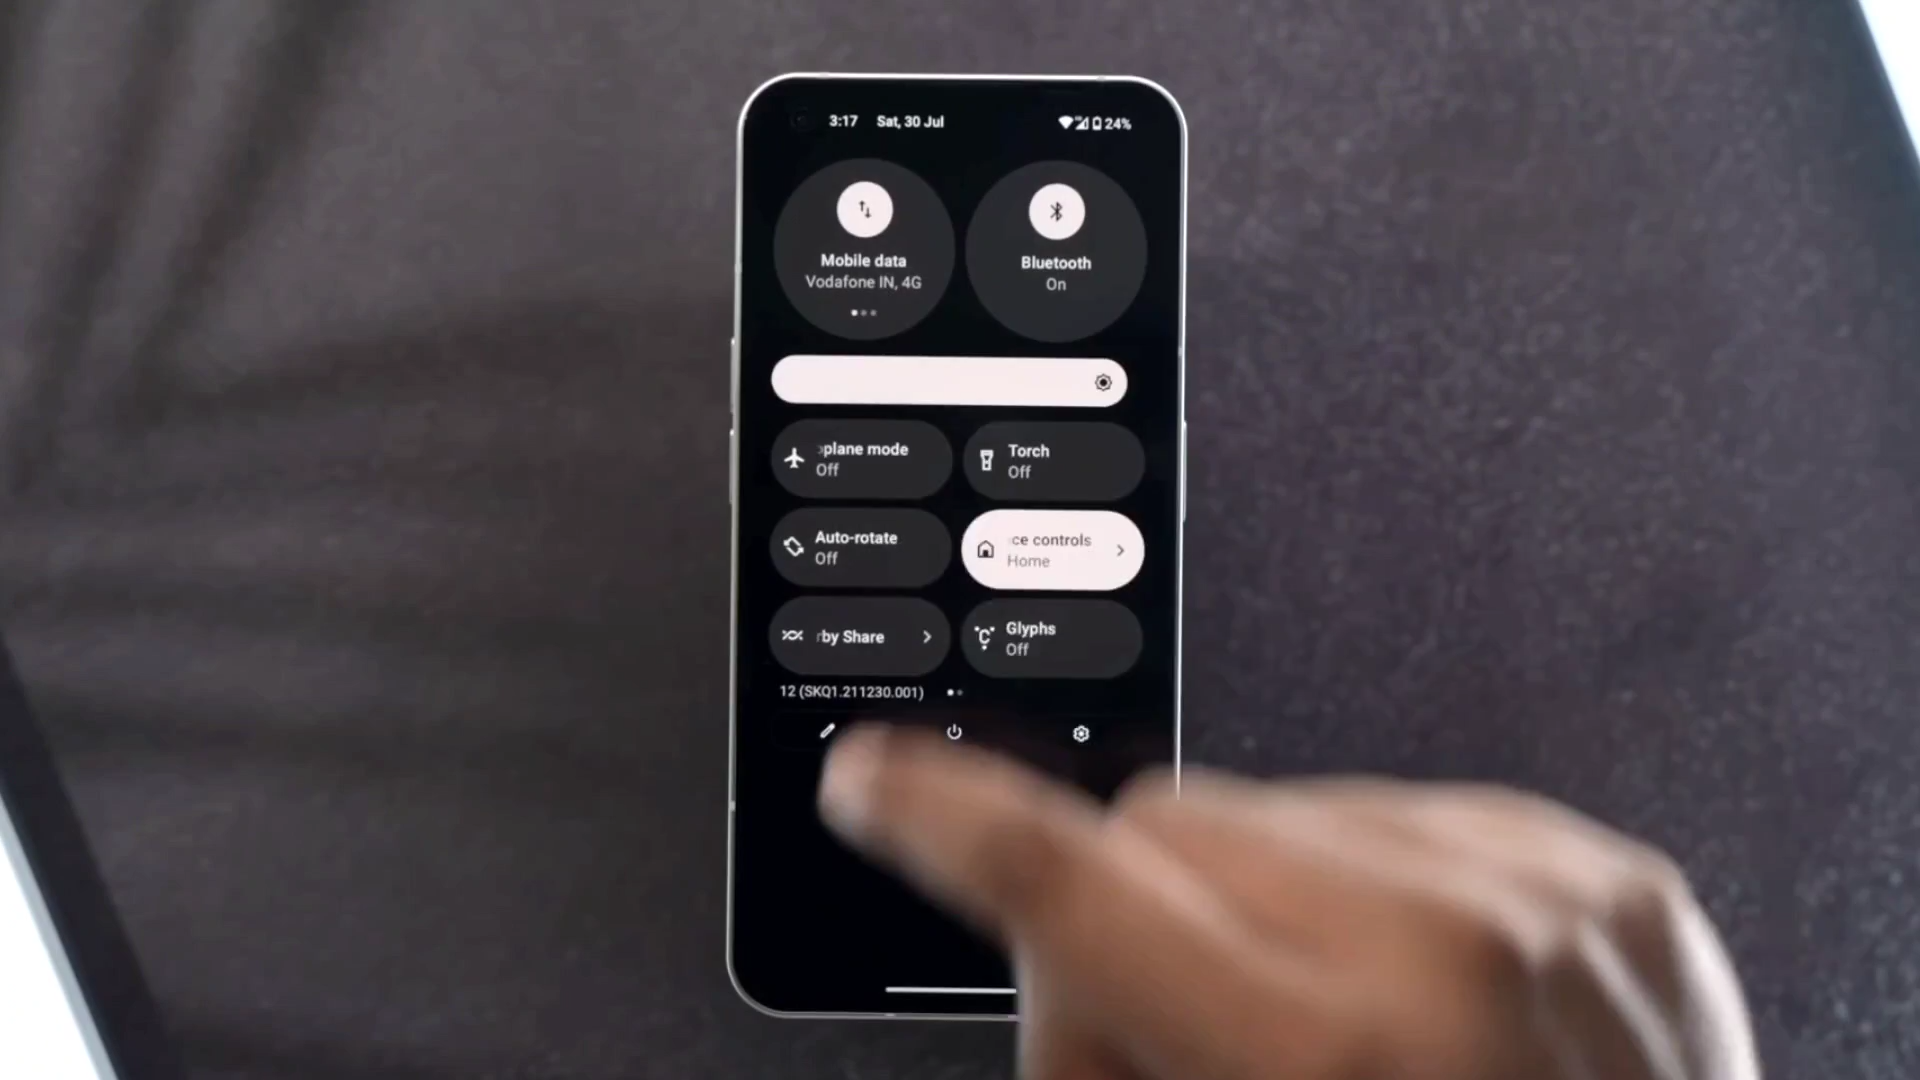 3:17 Sat, 30 Jul 24%
Mobile data
Vodafone IN, 4G
Bluetooth
On
plane mode
Off
Torch
Off
Auto-rotate
Off
ce controls
Home
by Share
Glyphs
Off
12 (SKQ1.211230.001)